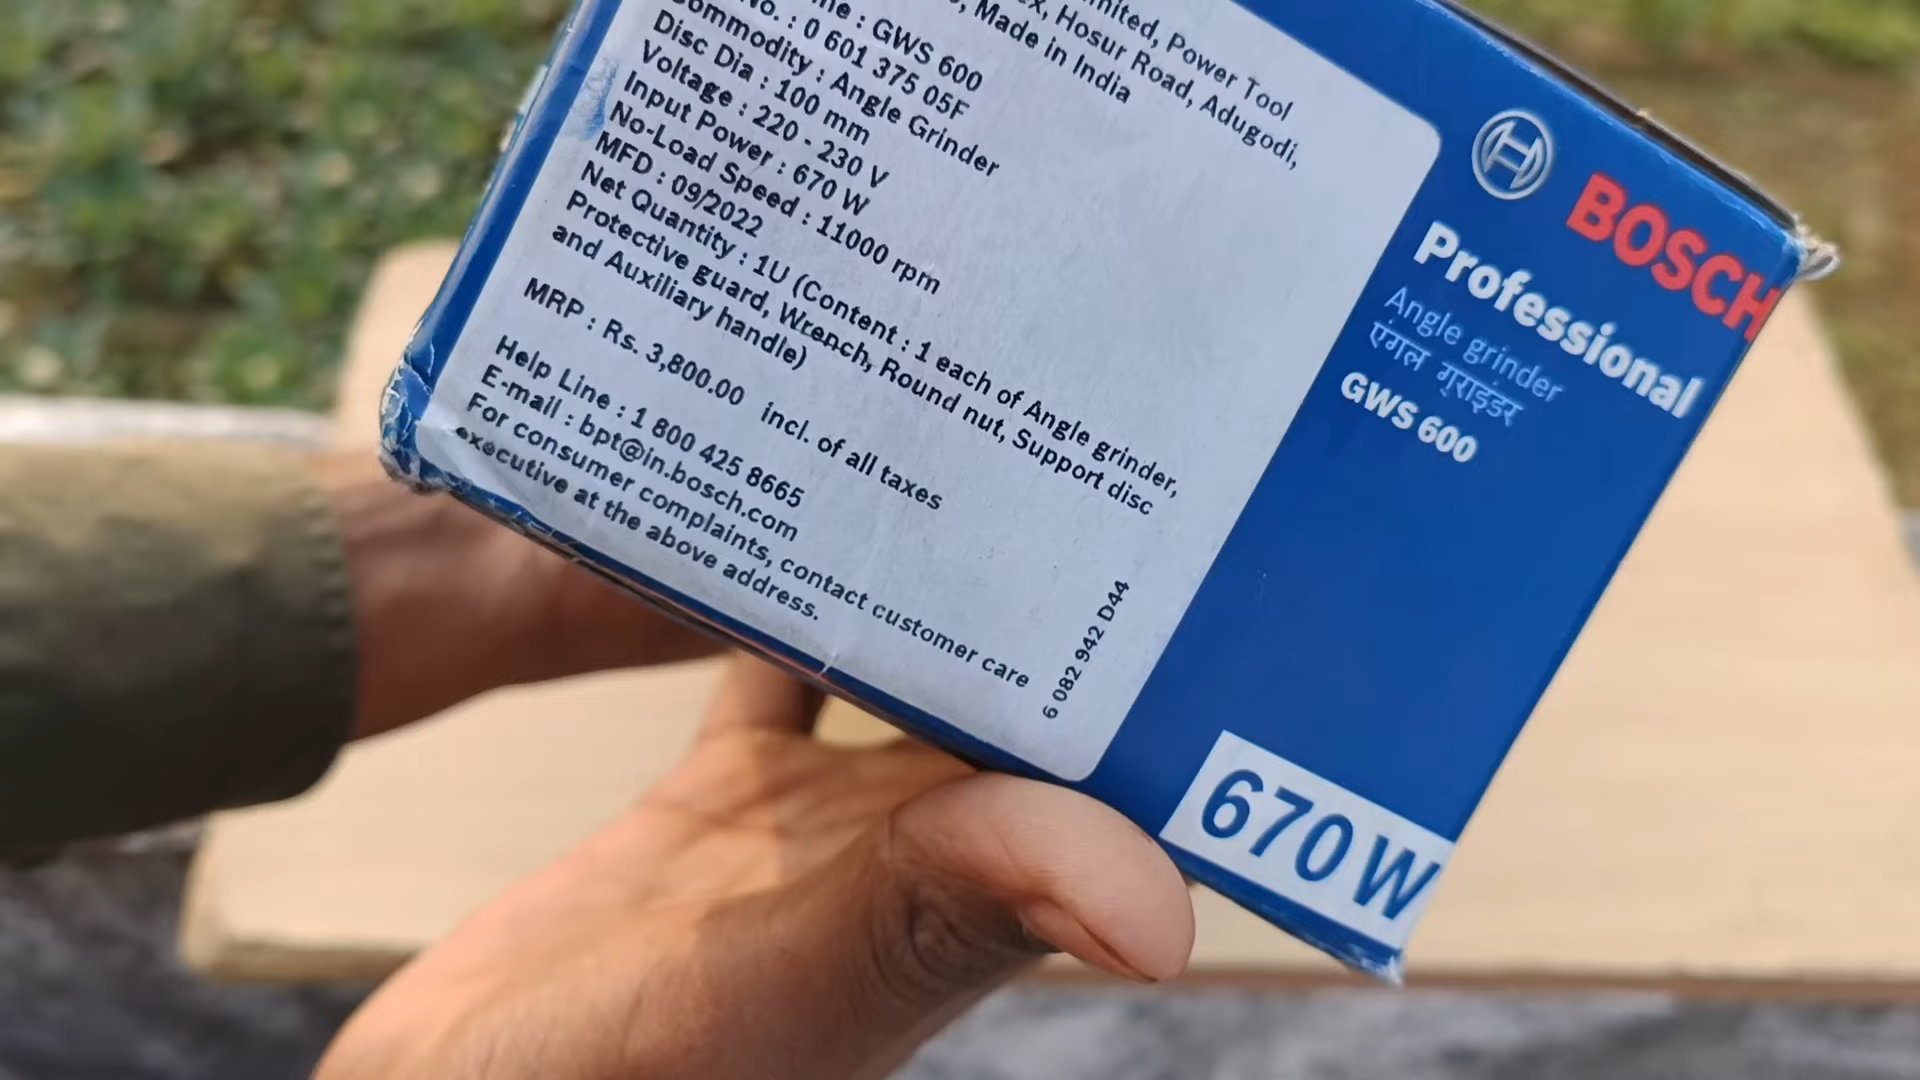 mited, Power Tool
x, Hosur Road, Adugodi,
, Made in India
me : GWS 600
No. : 0 601 375 05F
Commodity : Angle Grinder
Disc Dia : 100 mm
Voltage : 220 - 230 V
Input Power : 670 W
No-Load Speed : 11000 rpm
MFD : 09/2022
Net Quantity : 1U (Content : 1 each of Angle grinder,
Protective guard, Wrench, Round nut, Support disc
and Auxiliary handle)
MRP : Rs. 3,800.00 incl. of all taxes
Help Line : 1 800 425 8665
E-mail : bpt@in.bosch.com
For consumer complaints, contact customer care
executive at the above address.
6 082 942 D44
BOSCH
Professional
Angle grinder
एंगल ग्राइंडर
GWS 600
670 W